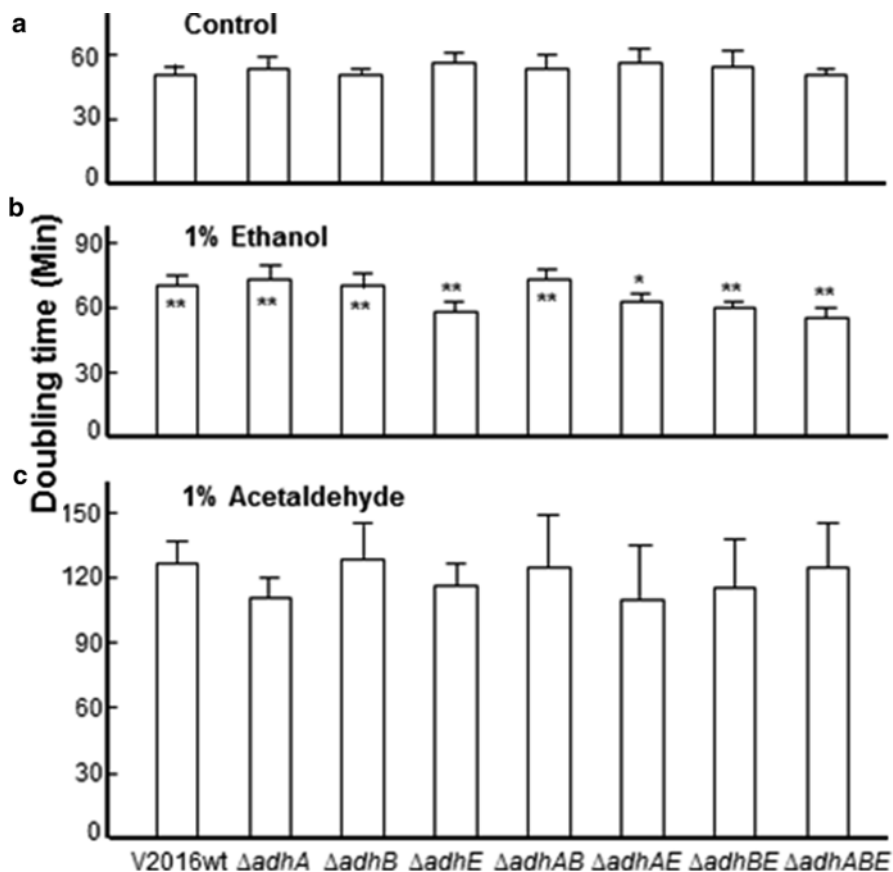 a
Control
60
30
0
b
1% Ethanol
90
60
30
0
** ** ** ** ** * ** **
Doubling time (Min)
c
1% Acetaldehyde
150
120
90
60
30
0
V2016wt ΔadhA ΔadhB ΔadhE ΔadhAB ΔadhAE ΔadhBE ΔadhABE